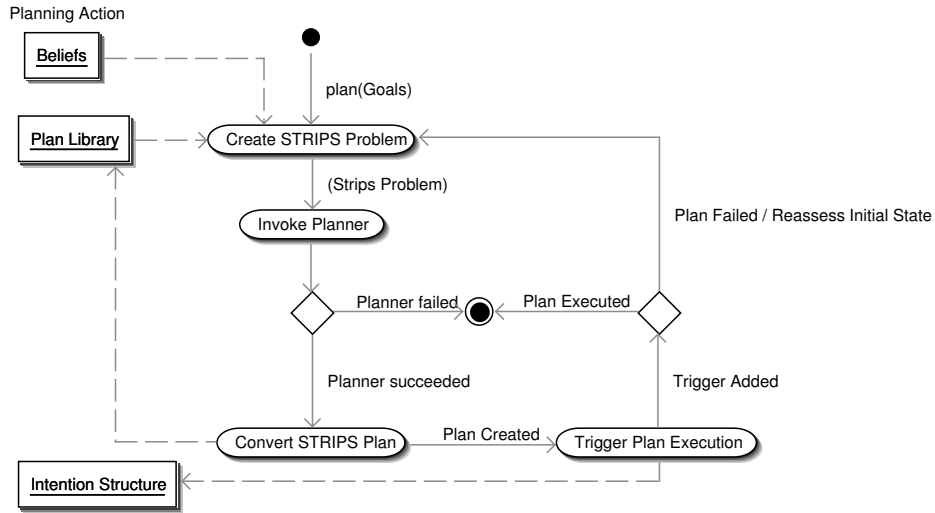 Planning Action
Beliefs
plan(Goals)
Plan Library
Create STRIPS Problem
(Strips Problem)
Invoke Planner
Plan Failed / Reassess Initial State
Planner failed
Plan Executed
Planner succeeded
Trigger Added
Convert STRIPS Plan
Plan Created
Trigger Plan Execution
Intention Structure